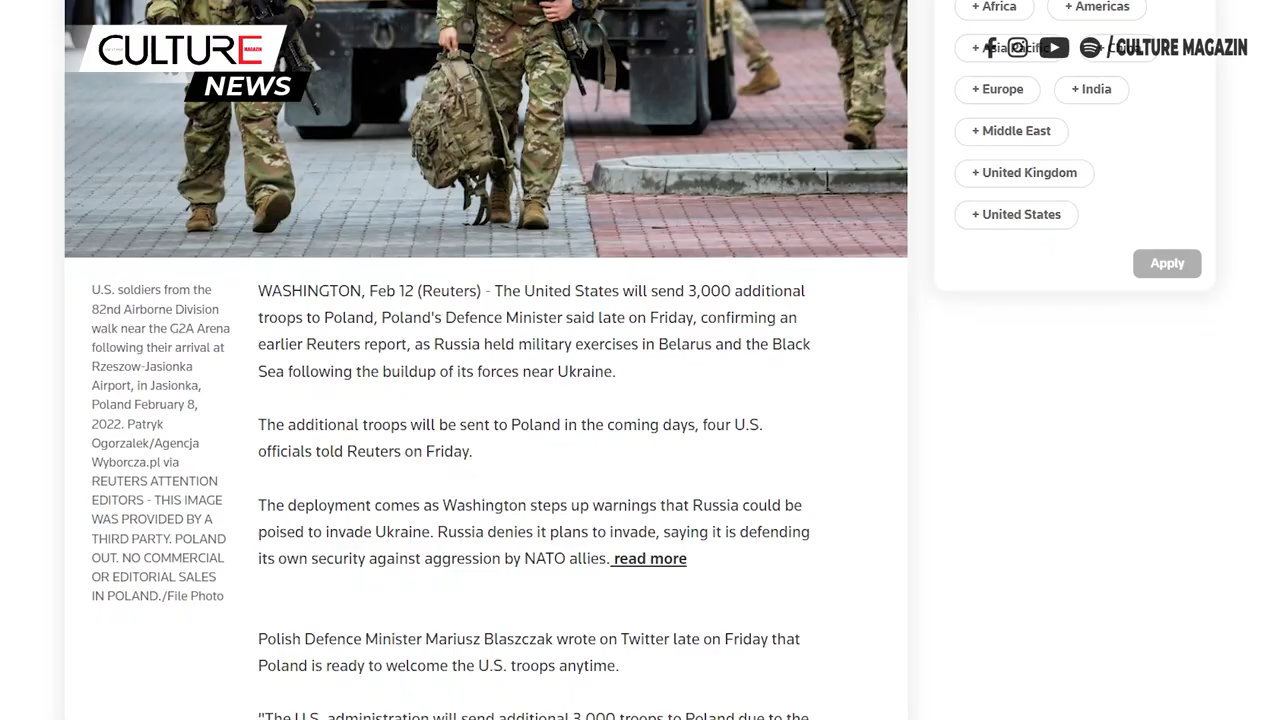 CULTURE
MAGAZIN
NEWS
/ CULTURE MAGAZIN
+ Africa
+ Americas
+ Asia Pacific
+ Europe
+ India
+ Middle East
+ United Kingdom
+ United States
Apply
U.S. soldiers from the
82nd Airborne Division
walk near the G2A Arena
following their arrival at
Rzeszow-Jasionka
Airport, in Jasionka,
Poland February 8,
2022. Patryk
Ogorzalek/Agencja
Wyborcza.pl via
REUTERS ATTENTION
EDITORS - THIS IMAGE
WAS PROVIDED BY A
THIRD PARTY. POLAND
OUT. NO COMMERCIAL
OR EDITORIAL SALES
IN POLAND./File Photo
WASHINGTON, Feb 12 (Reuters) - The United States will send 3,000 additional
troops to Poland, Poland's Defence Minister said late on Friday, confirming an
earlier Reuters report, as Russia held military exercises in Belarus and the Black
Sea following the buildup of its forces near Ukraine.
The additional troops will be sent to Poland in the coming days, four U.S.
officials told Reuters on Friday.
The deployment comes as Washington steps up warnings that Russia could be
poised to invade Ukraine. Russia denies it plans to invade, saying it is defending
its own security against aggression by NATO allies. read more
Polish Defence Minister Mariusz Blaszczak wrote on Twitter late on Friday that
Poland is ready to welcome the U.S. troops anytime.
"The U.S. administration will send additional 3,000 troops to Poland due to the